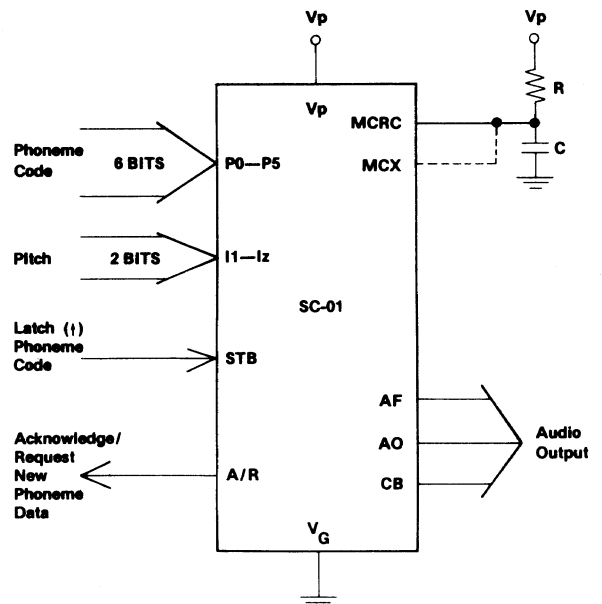 Vp
Vp
Vp
R
MCRC
C
MCX
Phoneme
Code
6 BITS
P0—P5
Pitch
2 BITS
I1—Iz
SC-01
Latch (↑)
Phoneme
Code
STB
AF
Acknowledge/
Request
New
Phoneme
Data
A/R
AO
Audio
Output
CB
V
G